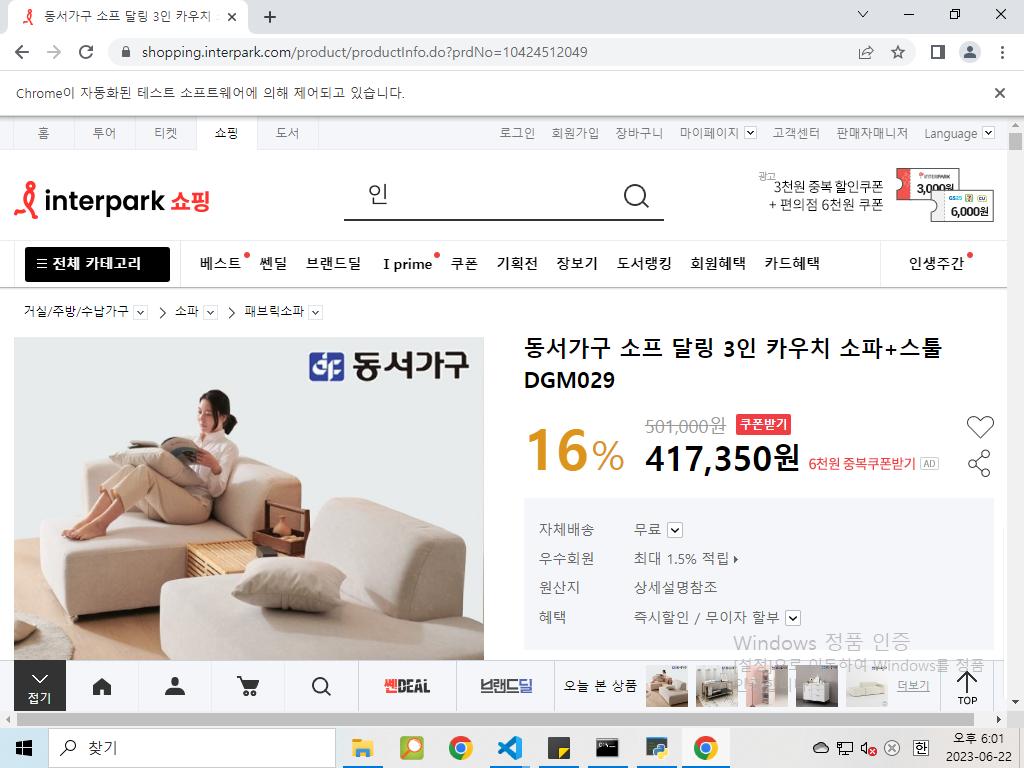 동서가구 소프 달링 3인 카우치
shopping.interpark.com/product/productInfo.do?prdNo=10424512049
Chrome이 자동화된 테스트 소프트웨어에 의해 제어되고 있습니다.
홈 투어 티켓 쇼핑 도서 로그인 회원가입 장바구니 마이페이지 고객센터 판매자매니저 Language
광고
interpark 쇼핑
인
3천원 중복 할인쿠폰
+ 편의점 6천원 쿠폰
INTERPARK
3,000원
GS25 CU
6,000원
전체 카테고리 베스트 쎈딜 브랜드딜 I prime 쿠폰 기획전 장보기 도서랭킹 회원혜택 카드혜택 인생주간
거실/주방/수납가구 소파 패브릭소파
동서가구
동서가구 소프 달링 3인 카우치 소파+스툴
DGM029
16%
501,000원 쿠폰받기
417,350원 6천원 중복쿠폰받기 AD
자체배송 무료
우수회원 최대 1.5% 적립
원산지 상세설명참조
혜택 즉시할인 / 무이자 할부
Windows 정품 인증
[설정]으로 이동하여 Windows를 정품
접기 쎈DEAL 브랜드딜 오늘 본 상품 더보기 TOP
찾기
한
오후 6:01
2023-06-22